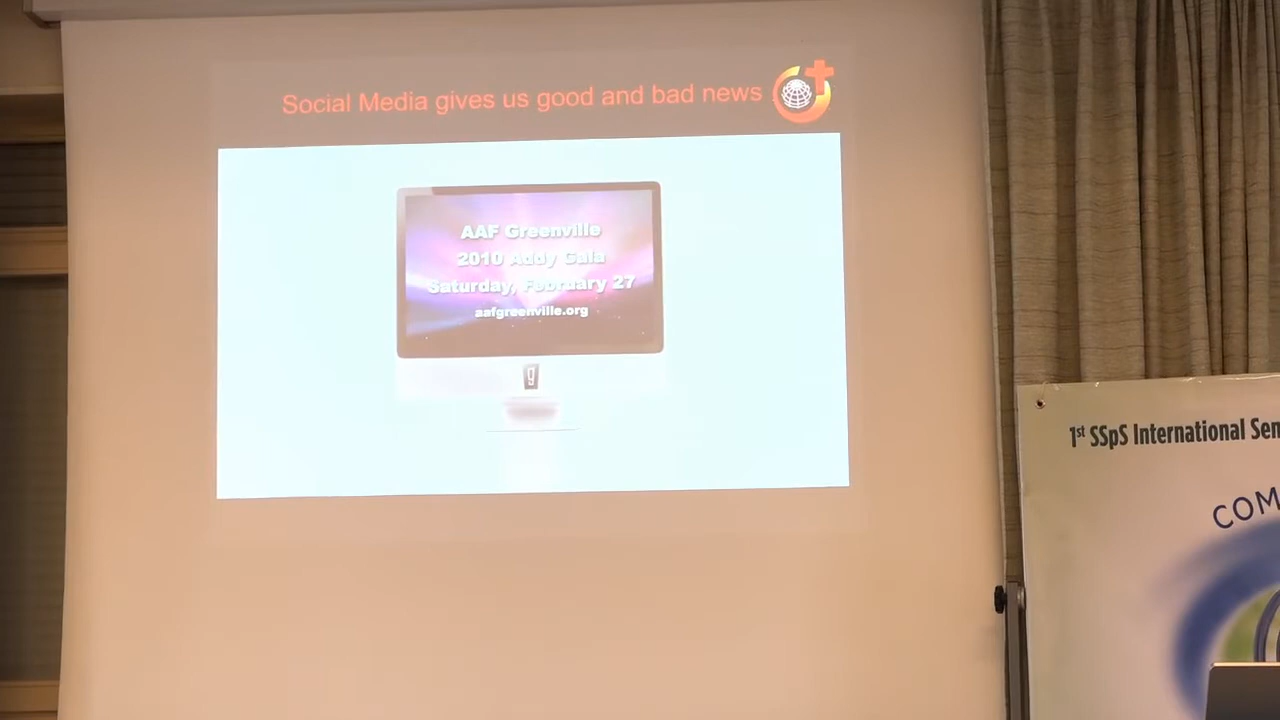 Social Media gives us good and bad news
AAF Greenville
2010 Addy Gala
Saturday, February 27
aafgreenville.org
g
1st SSpS International Sem
COM